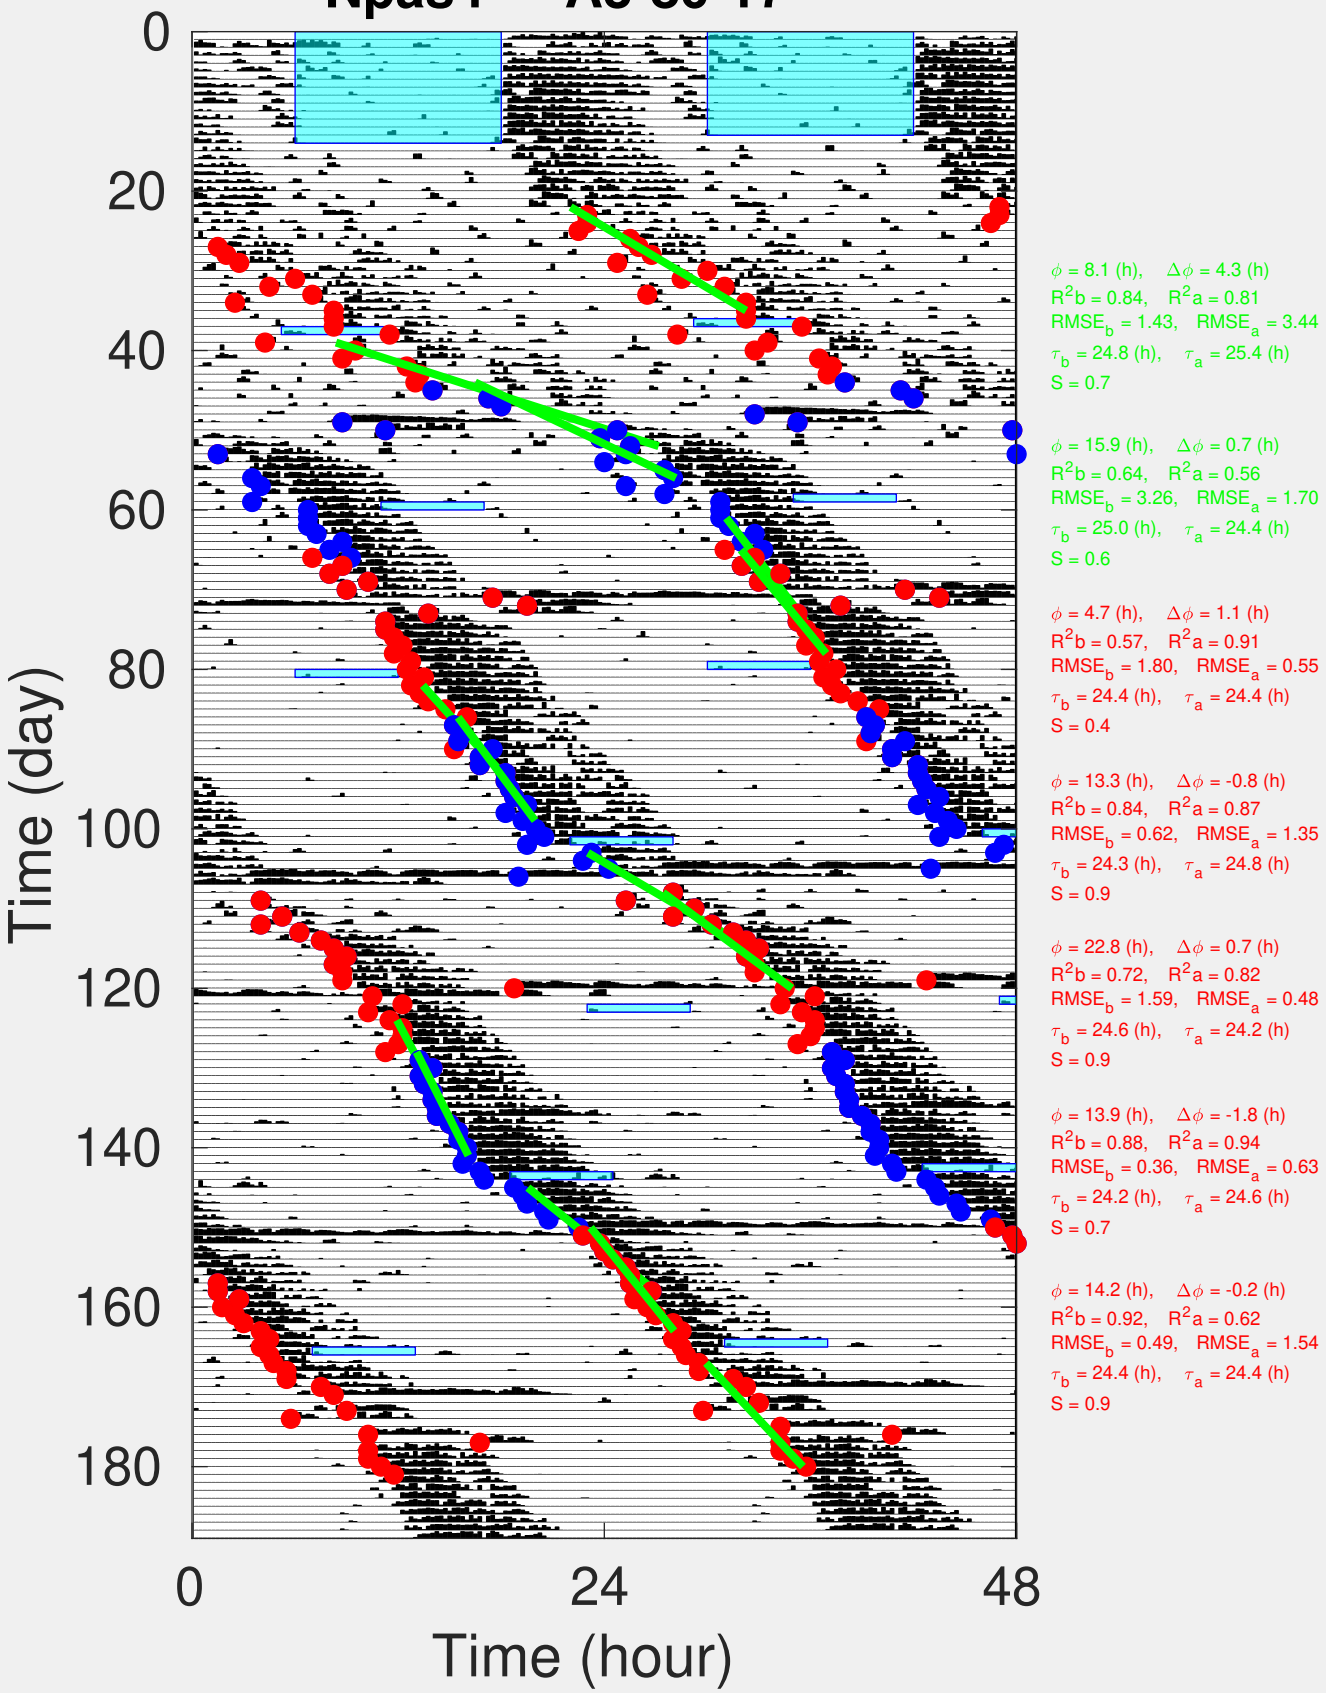 0
20
40
60
80
100
120
140
160
180
Time (day)
0 24 48
Time (hour)
ϕ = 8.1 (h), Δϕ = 4.3 (h)
R²b = 0.84, R²a = 0.81
RMSE_b = 1.43, RMSE_a = 3.44
τ_b = 24.8 (h), τ_a = 25.4 (h)
S = 0.7
ϕ = 15.9 (h), Δϕ = 0.7 (h)
R²b = 0.64, R²a = 0.56
RMSE_b = 3.26, RMSE_a = 1.70
τ_b = 25.0 (h), τ_a = 24.4 (h)
S = 0.6
ϕ = 4.7 (h), Δϕ = 1.1 (h)
R²b = 0.57, R²a = 0.91
RMSE_b = 1.80, RMSE_a = 0.55
τ_b = 24.4 (h), τ_a = 24.4 (h)
S = 0.4
ϕ = 13.3 (h), Δϕ = -0.8 (h)
R²b = 0.84, R²a = 0.87
RMSE_b = 0.62, RMSE_a = 1.35
τ_b = 24.3 (h), τ_a = 24.8 (h)
S = 0.9
ϕ = 22.8 (h), Δϕ = 0.7 (h)
R²b = 0.72, R²a = 0.82
RMSE_b = 1.59, RMSE_a = 0.48
τ_b = 24.6 (h), τ_a = 24.2 (h)
S = 0.9
ϕ = 13.9 (h), Δϕ = -1.8 (h)
R²b = 0.88, R²a = 0.94
RMSE_b = 0.36, RMSE_a = 0.63
τ_b = 24.2 (h), τ_a = 24.6 (h)
S = 0.7
ϕ = 14.2 (h), Δϕ = -0.2 (h)
R²b = 0.92, R²a = 0.62
RMSE_b = 0.49, RMSE_a = 1.54
τ_b = 24.4 (h), τ_a = 24.4 (h)
S = 0.9